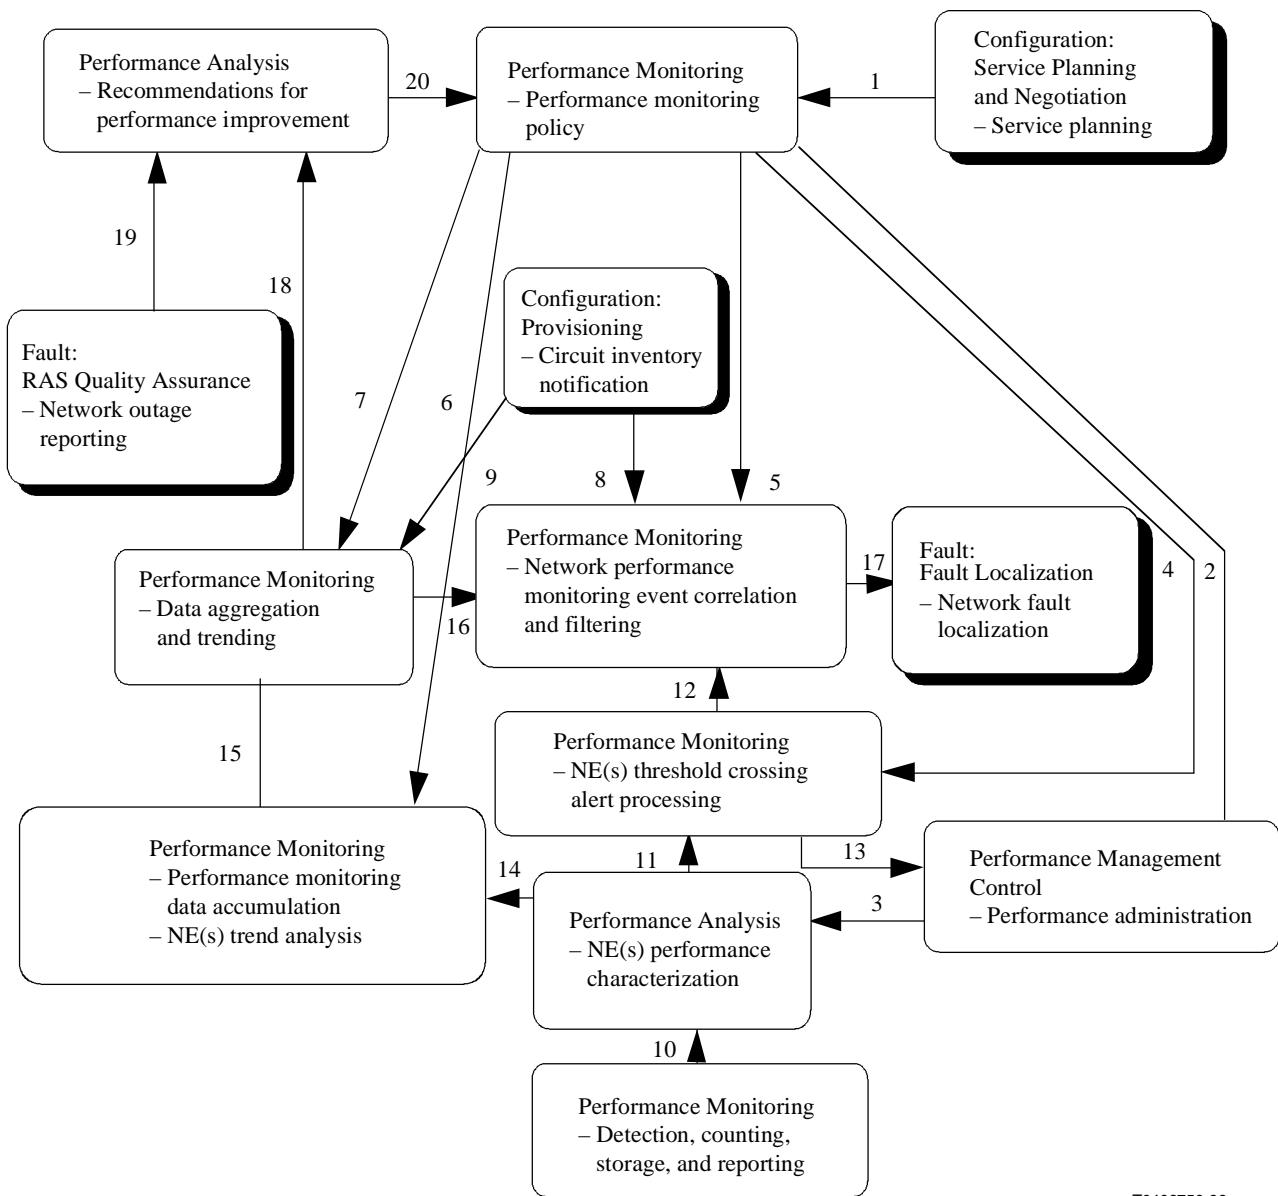 Performance Analysis
– Recommendations for
performance improvement
20
Performance Monitoring
– Performance monitoring
policy
1
Configuration:
Service Planning
and Negotiation
– Service planning
19
18
Fault:
RAS Quality Assurance
– Network outage
reporting
7
6
Configuration:
Provisioning
– Circuit inventory
notification
9
8
5
4
2
Performance Monitoring
– Data aggregation
and trending
16
Performance Monitoring
– Network performance
monitoring event correlation
and filtering
17
Fault:
Fault Localization
– Network fault
localization
12
15
Performance Monitoring
– NE(s) threshold crossing
alert processing
Performance Monitoring
– Performance monitoring
data accumulation
– NE(s) trend analysis
14
11
13
3
Performance Management
Control
– Performance administration
Performance Analysis
– NE(s) performance
characterization
10
Performance Monitoring
– Detection, counting,
storage, and reporting